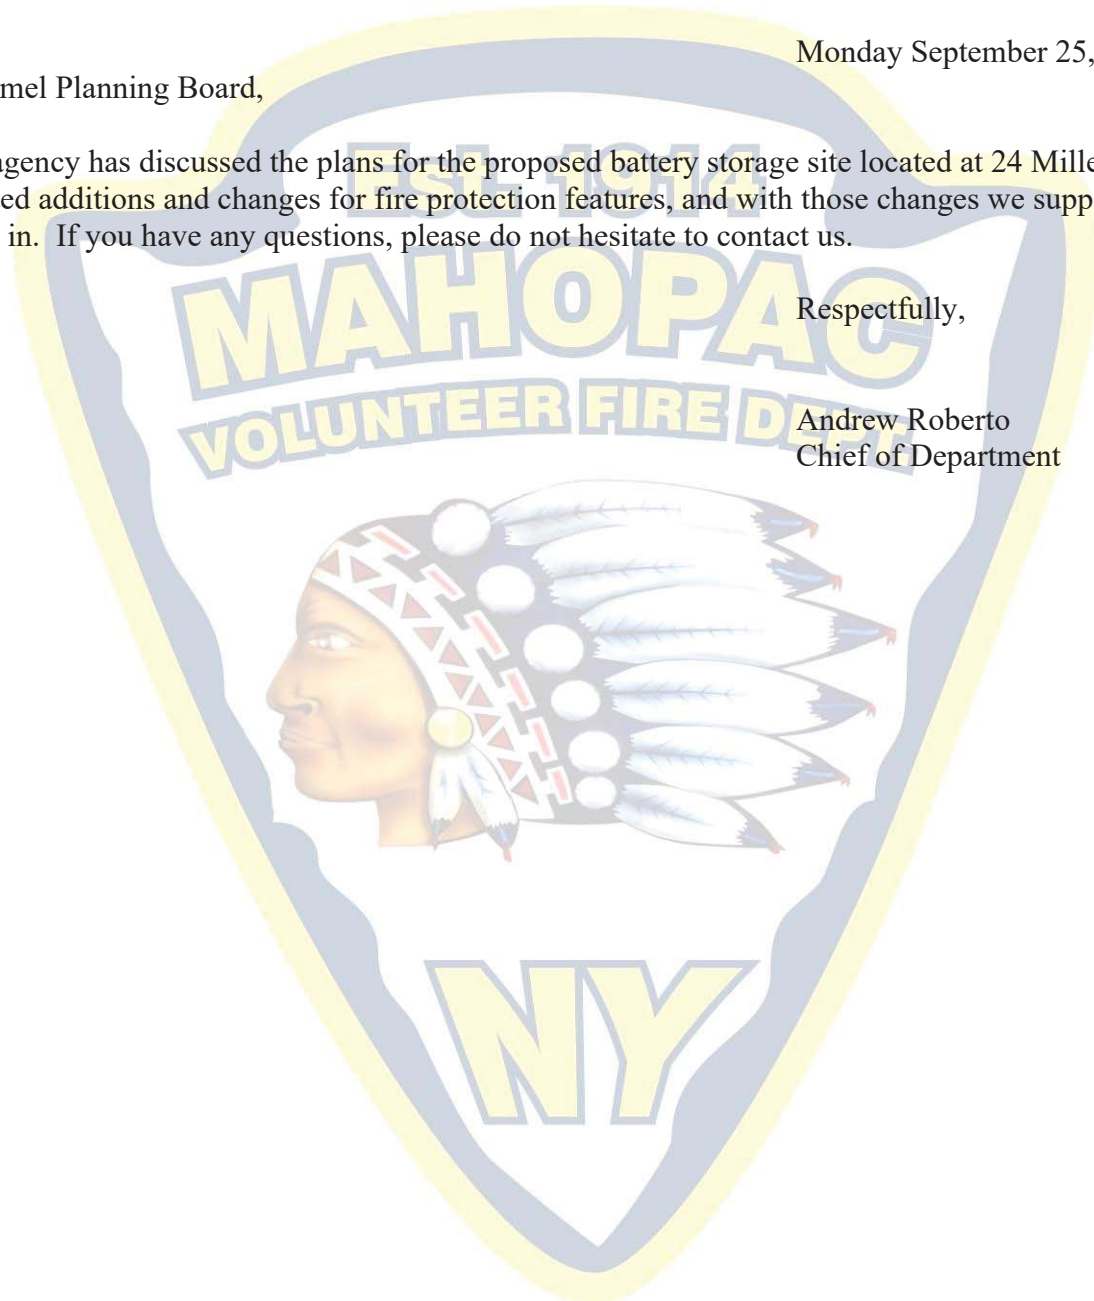 Monday September 25,
mel Planning Board,
agency has discussed the plans for the proposed battery storage site located at 24 Mille
ed additions and changes for fire protection features, and with those changes we supp
in.  If you have any questions, please do not hesitate to contact us.
Respectfully,
Andrew Roberto
Chief of Department
Est. 1914
MAHOPAC
VOLUNTEER FIRE DEPT.
NY